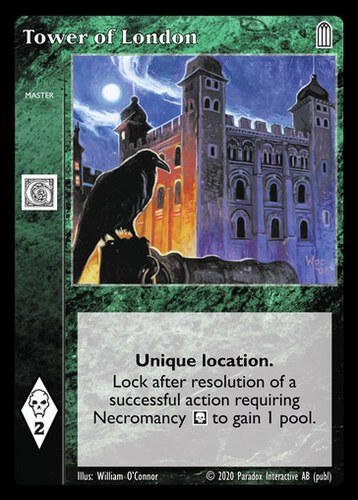 Tower of London
MASTER
Unique location.
Lock after resolution of a
successful action requiring
Necromancy to gain 1 pool.
2
Illus: William O'Connor © 2020 Paradox Interactive AB (publ)